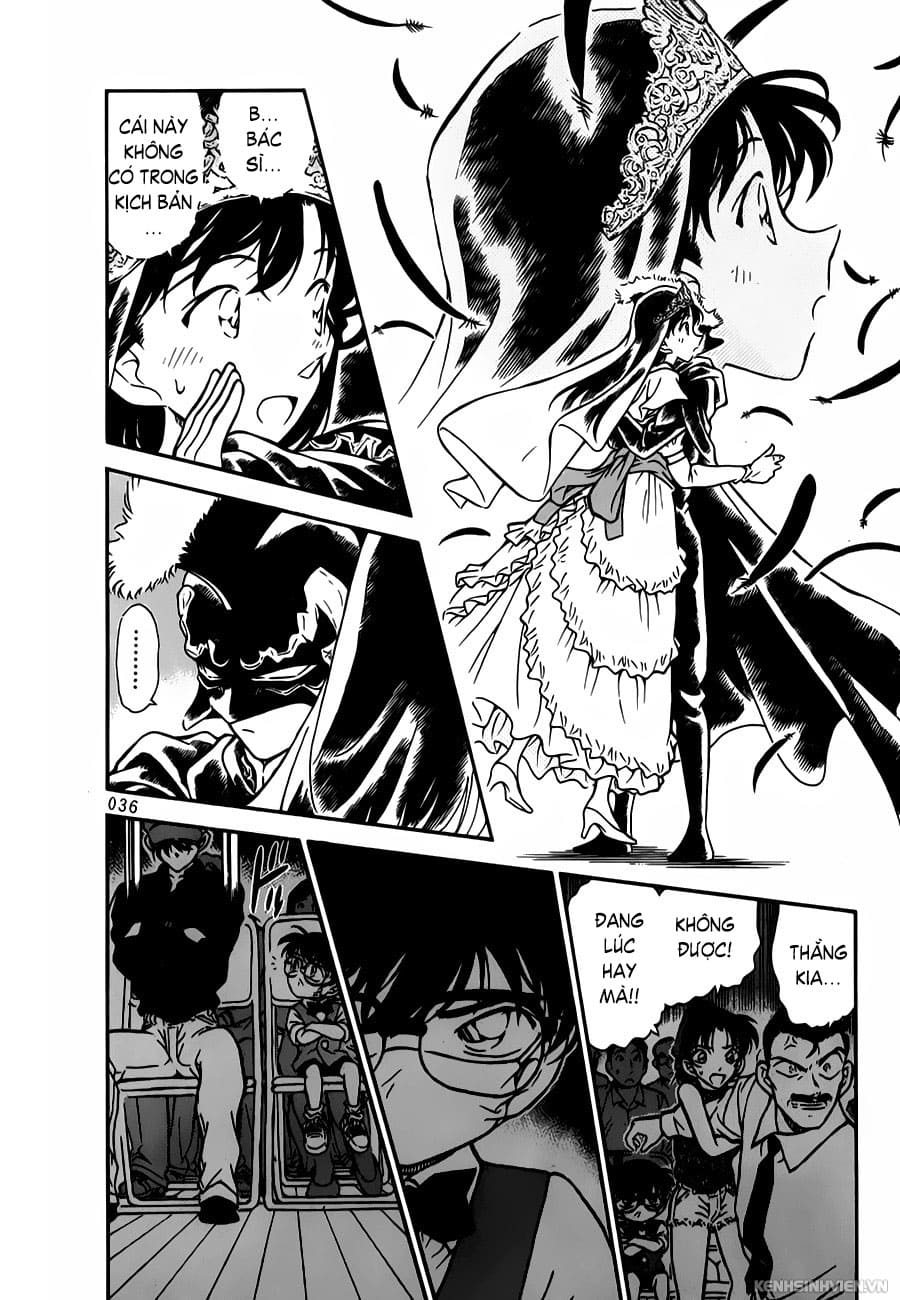 B...
BÁC
SĨ...
CÁI NÀY
KHÔNG
CÓ TRONG
KỊCH BẢN
...
.........
036
THẰNG
KIA...
KHÔNG
ĐƯỢC!
ĐANG
LÚC
HAY
MÀ!!
KENHSINHVIEN.VN